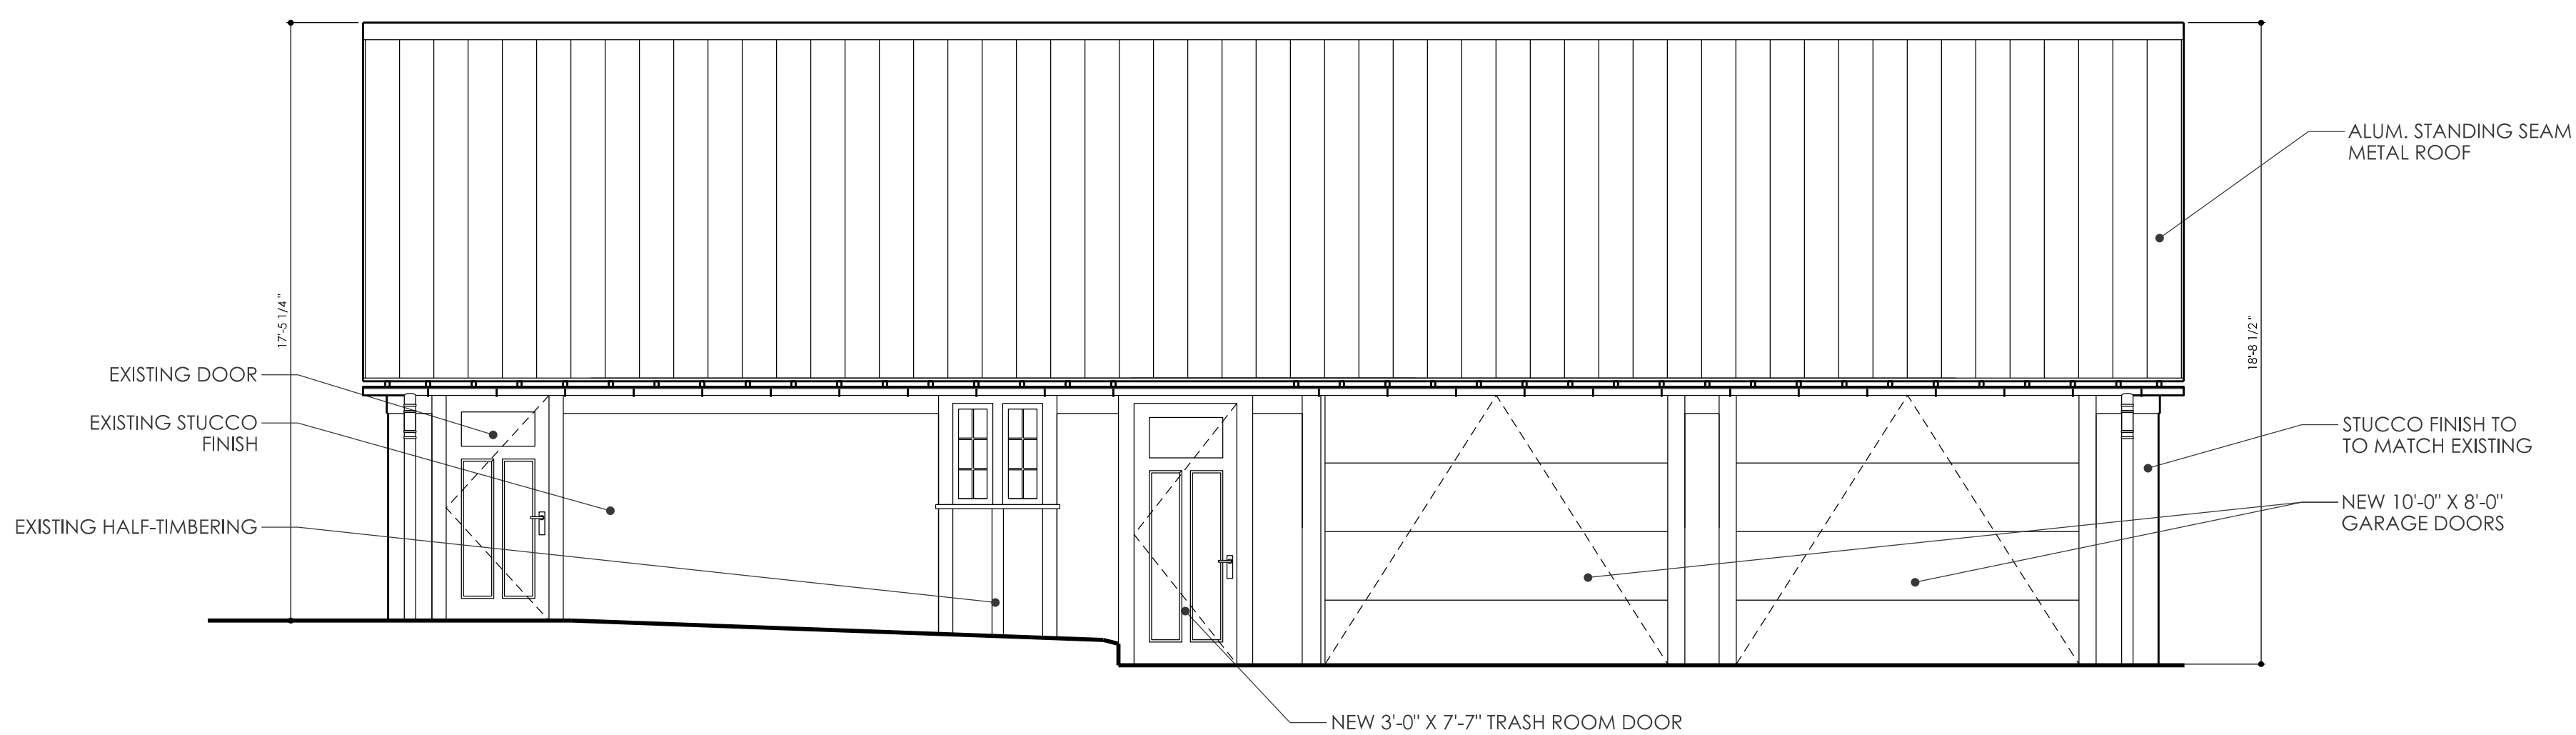 ALUM. STANDING SEAM
METAL ROOF
17'-5 1/4"
18'-8 1/2"
EXISTING DOOR
EXISTING STUCCO
FINISH
EXISTING HALF-TIMBERING
STUCCO FINISH TO
TO MATCH EXISTING
NEW 10'-0" X 8'-0"
GARAGE DOORS
NEW 3'-0" X 7'-7" TRASH ROOM DOOR